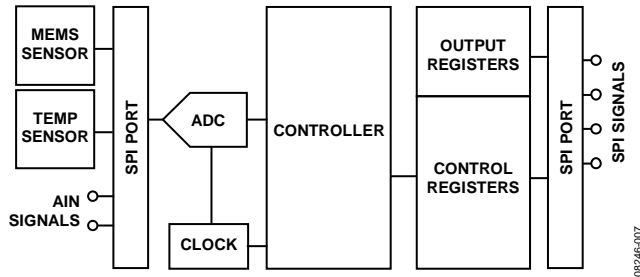 MEMS
SENSOR
TEMP
SENSOR
AIN
SIGNALS
SPI PORT
ADC
CLOCK
CONTROLLER
OUTPUT
REGISTERS
CONTROL
REGISTERS
SPI PORT
SPI SIGNALS
08246-007